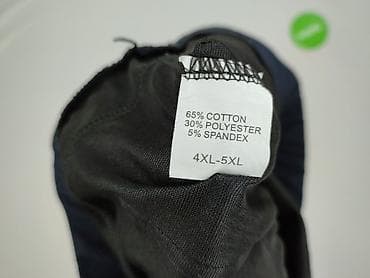 65% COTTON
30% POLYESTER
5% SPANDEX
4XL-5XL